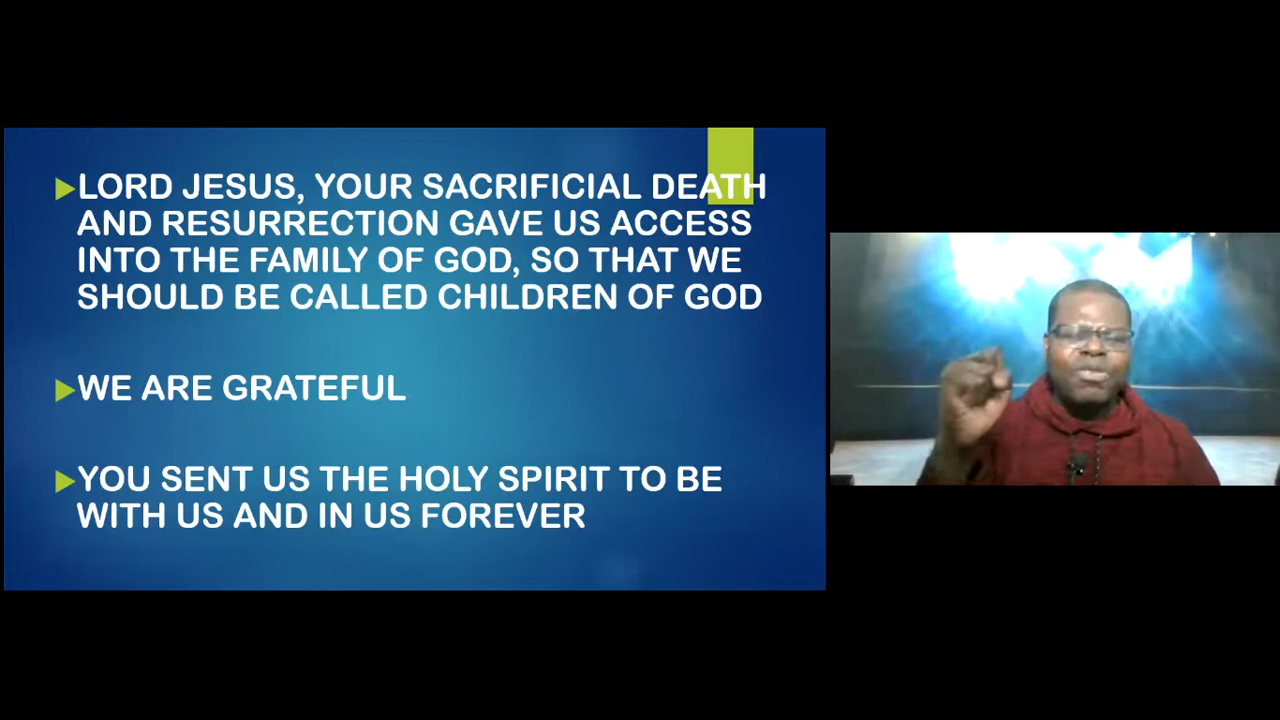 LORD JESUS, YOUR SACRIFICIAL DEATH
AND RESURRECTION GAVE US ACCESS
INTO THE FAMILY OF GOD, SO THAT WE
SHOULD BE CALLED CHILDREN OF GOD
WE ARE GRATEFUL
YOU SENT US THE HOLY SPIRIT TO BE
WITH US AND IN US FOREVER